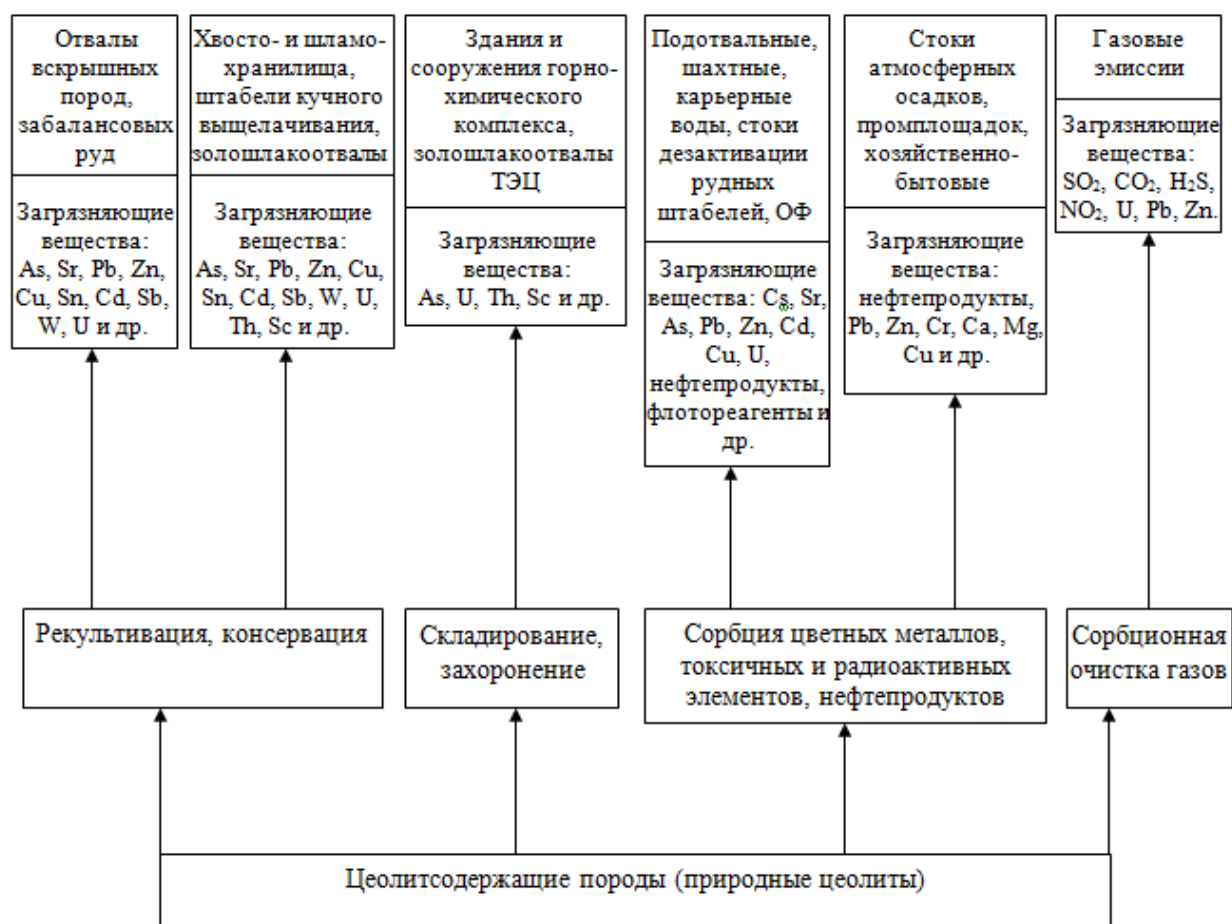 Отвалы
вскрышных
пород,
забалансовых
руд
Загрязняющие
вещества:
As, Sr, Pb, Zn,
Cu, Sn, Cd, Sb,
W, U и др.
Хвосто- и шламо-
хранилища,
штабели кучного
выщелачивания,
золошлакоотвалы
Загрязняющие
вещества:
As, Sr, Pb, Zn, Cu,
Sn, Cd, Sb, W, U,
Th, Sc и др.
Здания и
сооружения горно-
химического
комплекса,
золошлакоотвалы
ТЭЦ
Загрязняющие
вещества:
As, U, Th, Sc и др.
Подотвальные,
шахтные,
карьерные
воды, стоки
дезактивации
рудных
штабелей, ОФ
Загрязняющие
вещества: Cs, Sr,
As, Pb, Zn, Cd,
Cu, U,
нефтепродукты,
флотореагенты и
др.
Стоки
атмосферных
осадков,
промплощадок,
хозяйственно-
бытовые
Загрязняющие
вещества:
нефтепродукты,
Pb, Zn, Cr, Ca, Mg,
Cu и др.
Газовые
эмиссии
Загрязняющие
вещества:
SO₂, CO₂, H₂S,
NO₂, U, Pb, Zn.
Рекультивация, консервация
Складирование,
захоронение
Сорбция цветных металлов,
токсичных и радиоактивных
элементов, нефтепродуктов
Сорбционная
очистка газов
Цеолитсодержащие породы (природные цеолиты)